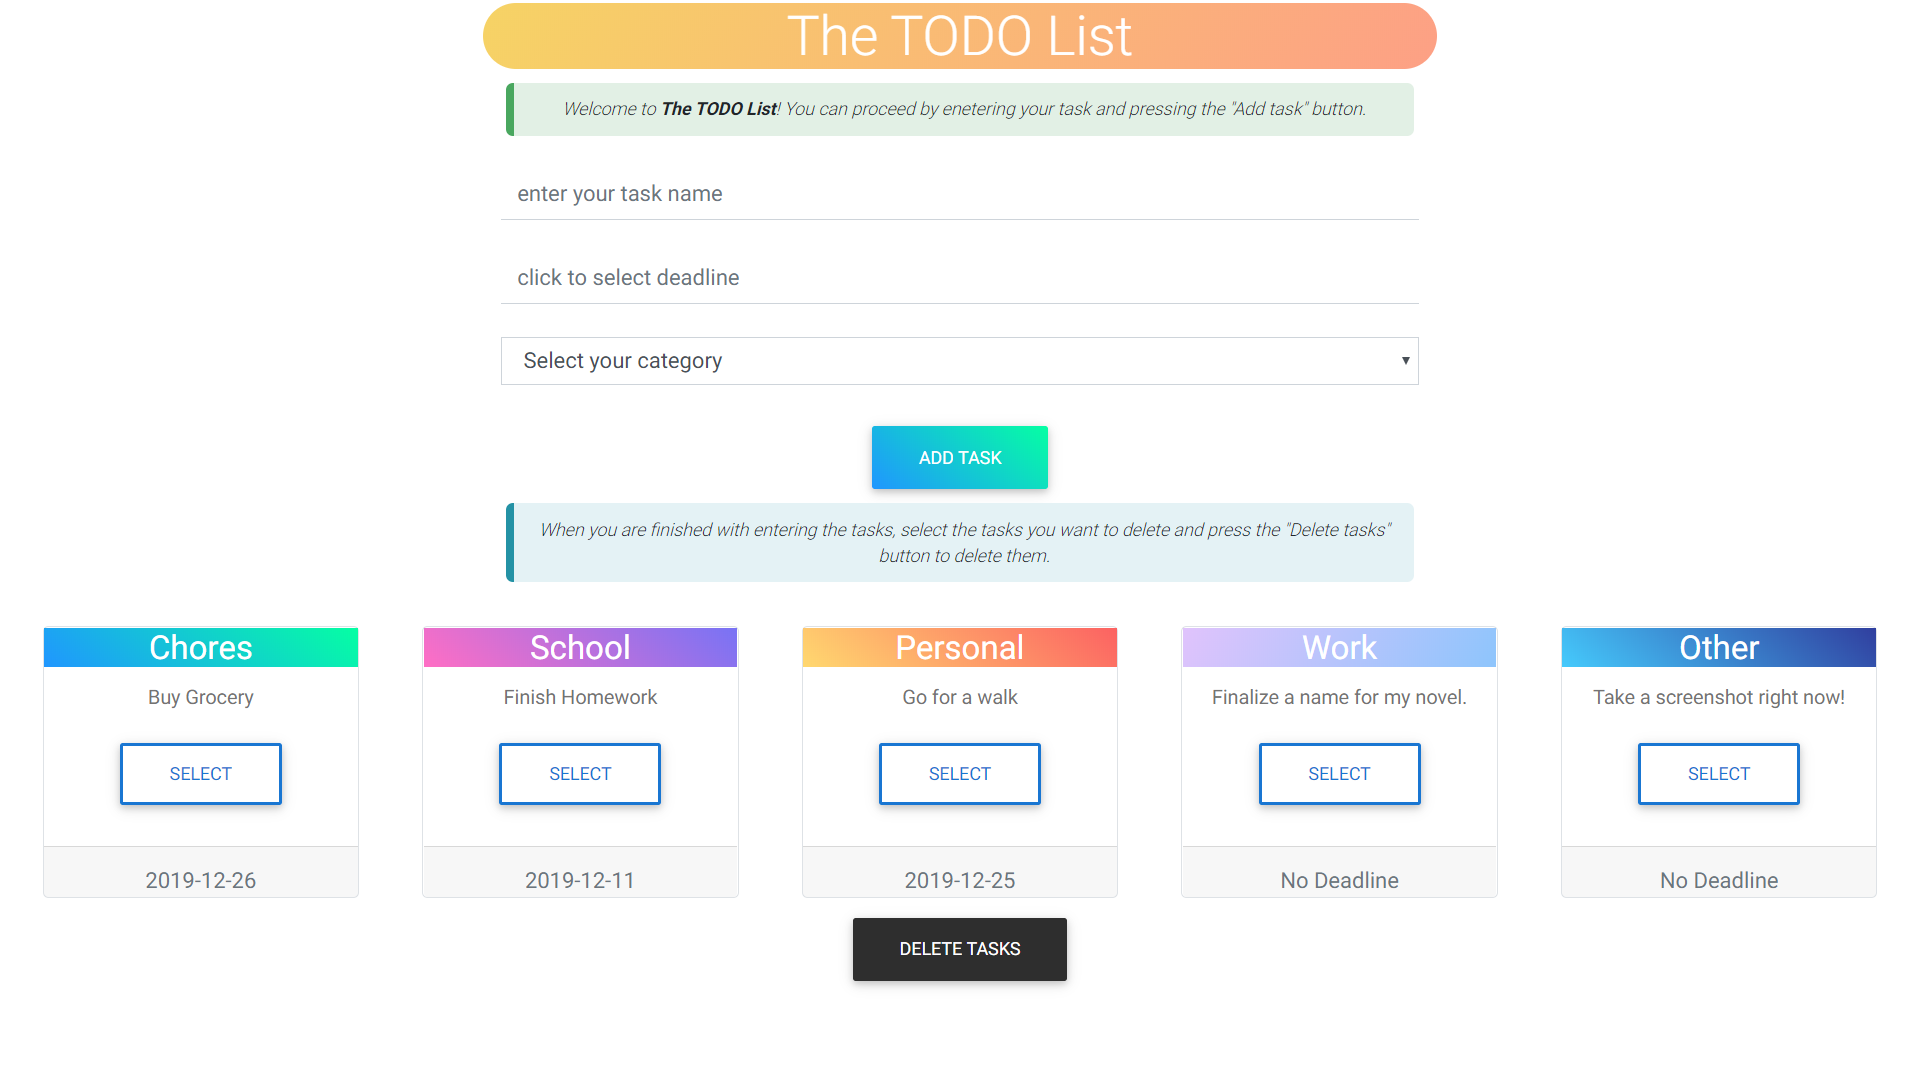 The TODO List
Welcome to The TODO List! You can proceed by enetering your task and pressing the "Add task" button.
enter your task name
click to select deadline
Select your category
ADD TASK
When you are finished with entering the tasks, select the tasks you want to delete and press the "Delete tasks"
button to delete them.
Chores
Buy Grocery
SELECT
2019-12-26
School
Finish Homework
SELECT
2019-12-11
Personal
Go for a walk
SELECT
2019-12-25
Work
Finalize a name for my novel.
SELECT
No Deadline
Other
Take a screenshot right now!
SELECT
No Deadline
DELETE TASKS